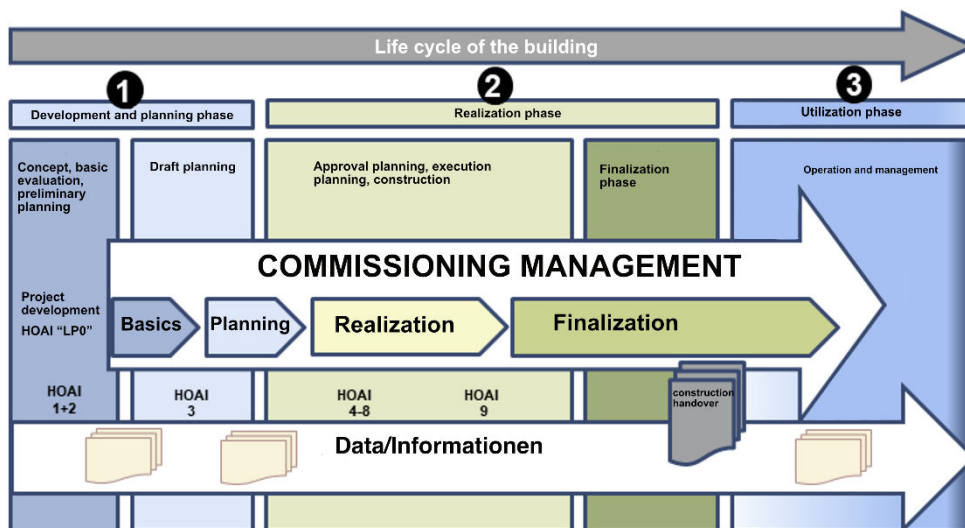 Life cycle of the building
1
2
3
Development and planning phase
Realization phase
Utilization phase
Concept, basic
evaluation,
preliminary
planning
Draft planning
Approval planning, execution
planning, construction
Finalization
phase
Operation and management
COMMISSIONING MANAGEMENT
Project
development
HOAI “LP0”
Basics
Planning
Realization
Finalization
HOAI
1+2
HOAI
3
HOAI
4-8
HOAI
9
construction
handover
Data/Informationen